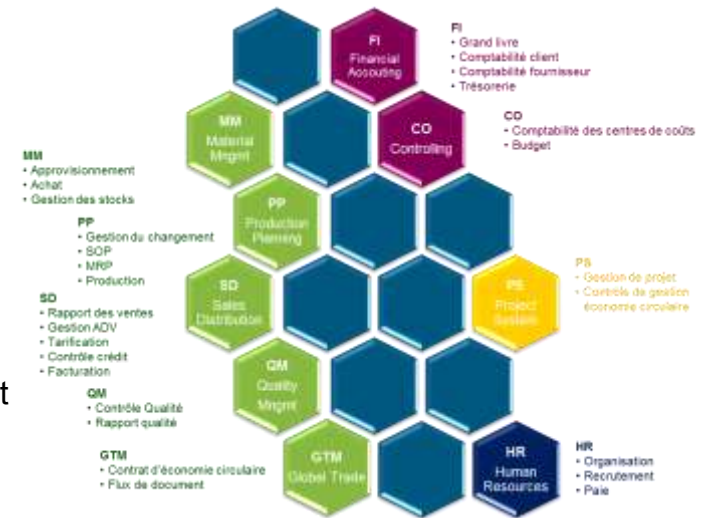 FI
Financial
Accouting
FI
• Grand livre
• Comptabilité client
• Comptabilité fournisseur
• Trésorerie
MM
Material
Mngmt
CO
Controlling
CO
• Comptabilité des centres de coûts
• Budget
MM
• Approvisionnement
• Achat
• Gestion des stocks
PP
Production
Planning
PP
• Gestion du changement
• SOP
• MRP
• Production
SD
Sales
Distribution
PS
Project
System
PS
• Gestion de projet
• Contrôle de gestion
économie circulaire
SD
• Rapport des ventes
• Gestion ADV
• Tarification
• Contrôle crédit
• Facturation
QM
Quality
Mngmt
t
QM
• Contrôle Qualité
• Rapport qualité
GTM
Global Trade
HR
Human
Resources
GTM
• Contrat d'économie circulaire
• Flux de document
HR
• Organisation
• Recrutement
• Paie